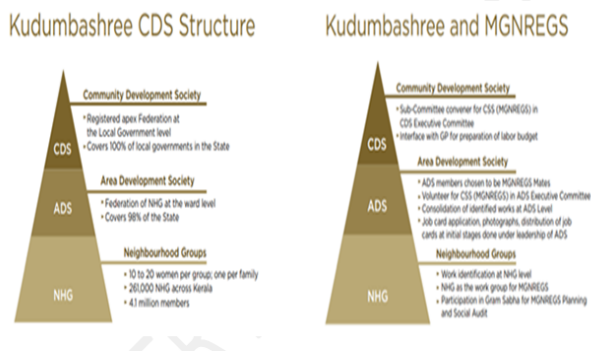 Kudumbashree CDS Structure
CDS
ADS
NHG
Community Development Society
• Registered apex Federation at
the Local Government level
• Covers 100% of local governments in the State
Area Development Society
• Federation of NHG at the ward level
• Covers 98% of the State
Neighbourhood Groups
• 10 to 20 women per group; one per family
• 261,000 NHG across Kerala
• 4.1 million members
Kudumbashree and MGNREGS
CDS
ADS
NHG
Community Development Society
• Sub-Committee convener for CSS (MGNREGS) in
CDS Executive Committee
• Interface with GP for preparation of labor budget
Area Development Society
• ADS members chosen to be MGNREGS Mates
• Volunteer for CSS (MGNREGS) in ADS Executive Committee
• Consolidation of identified works at ADS Level
• Job card application, photographs, distribution of job
cards at initial stages done under leadership of ADS
Neighbourhood Groups
• Work identification at NHG level
• NHG as the work group for MGNREGS
• Participation in Gram Sabha for MGNREGS Planning
and Social Audit